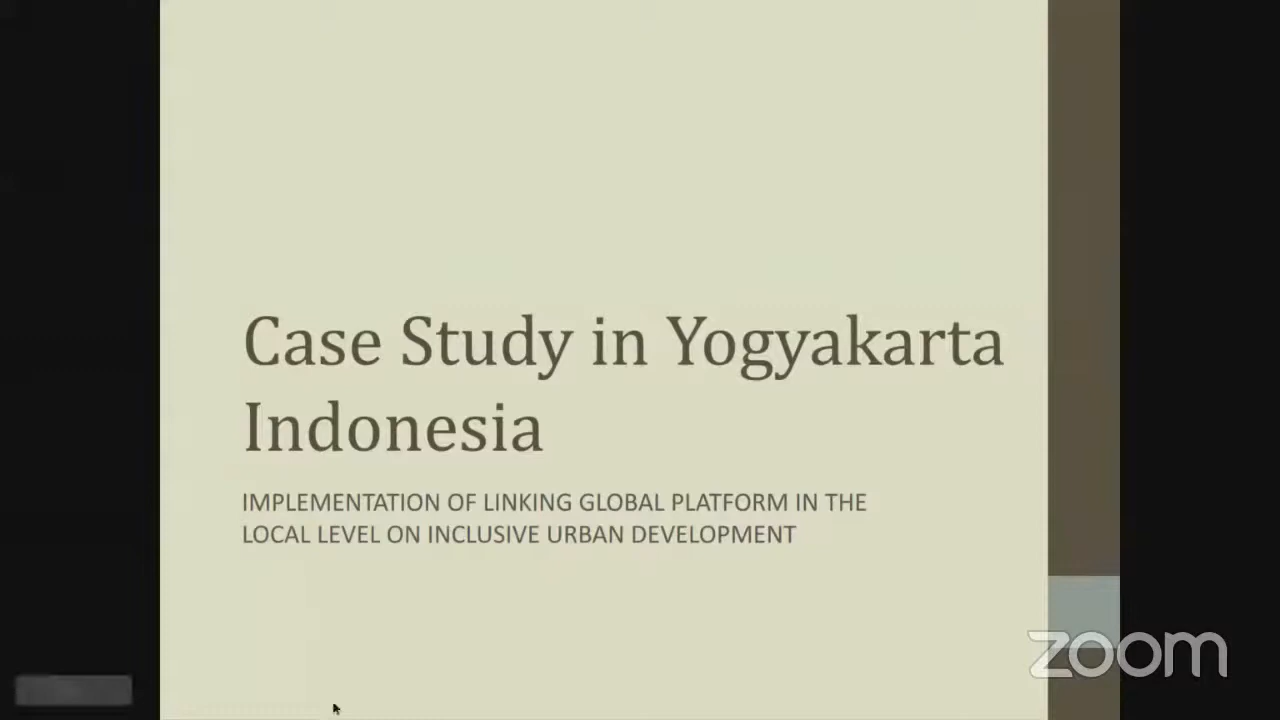 Case Study in Yogyakarta
Indonesia
IMPLEMENTATION OF LINKING GLOBAL PLATFORM IN THE
LOCAL LEVEL ON INCLUSIVE URBAN DEVELOPMENT
zoom